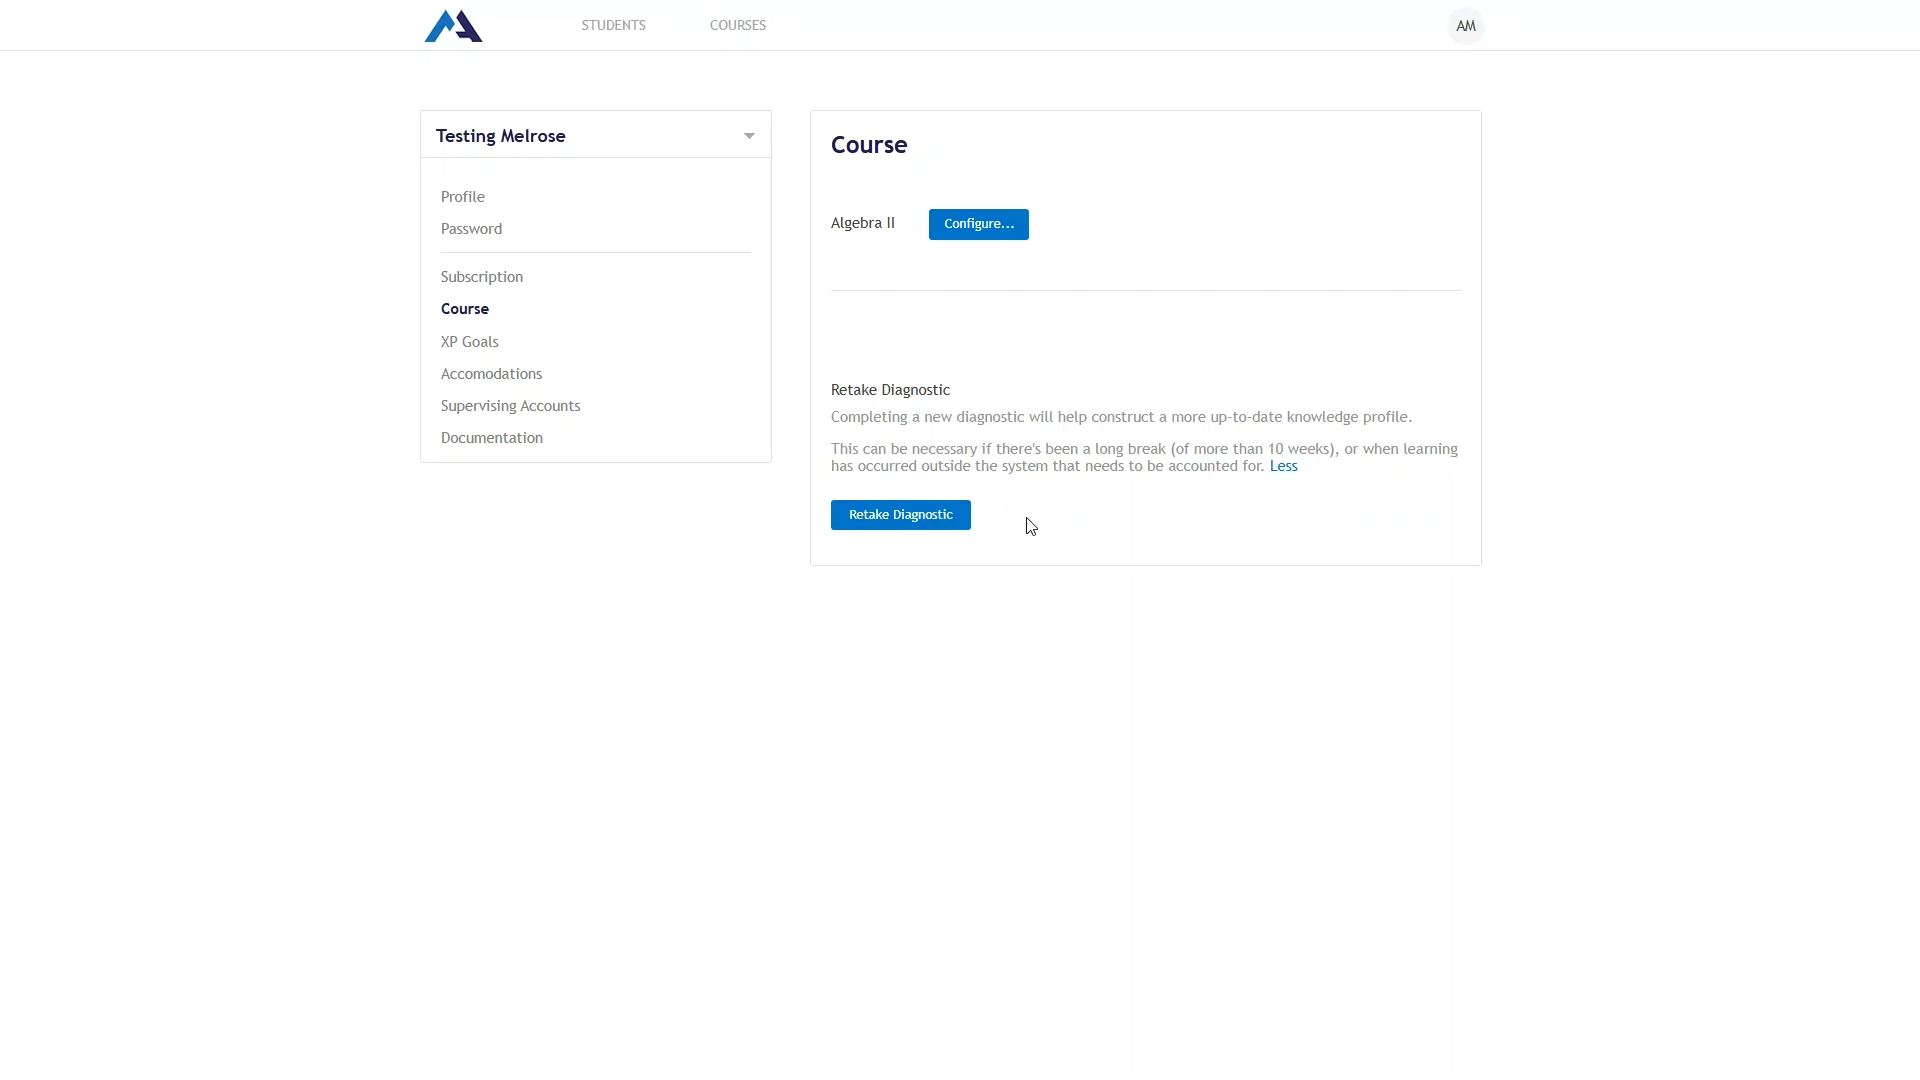 STUDENTS
COURSES
AM
Testing Melrose
Profile
Password
Subscription
Course
XP Goals
Accomodations
Supervising Accounts
Documentation
Course
Algebra II
Configure...
Retake Diagnostic
Completing a new diagnostic will help construct a more up-to-date knowledge profile.
This can be necessary if there's been a long break (of more than 10 weeks), or when learning
has occurred outside the system that needs to be accounted for. Less
Retake Diagnostic